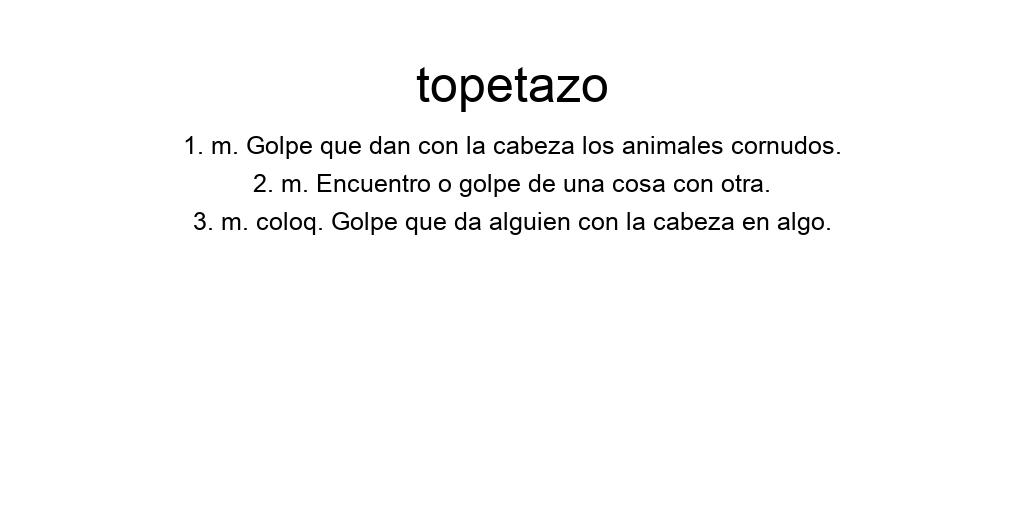 topetazo
1. m. Golpe que dan con la cabeza los animales cornudos.
2. m. Encuentro o golpe de una cosa con otra.
3. m. coloq. Golpe que da alguien con la cabeza en algo.